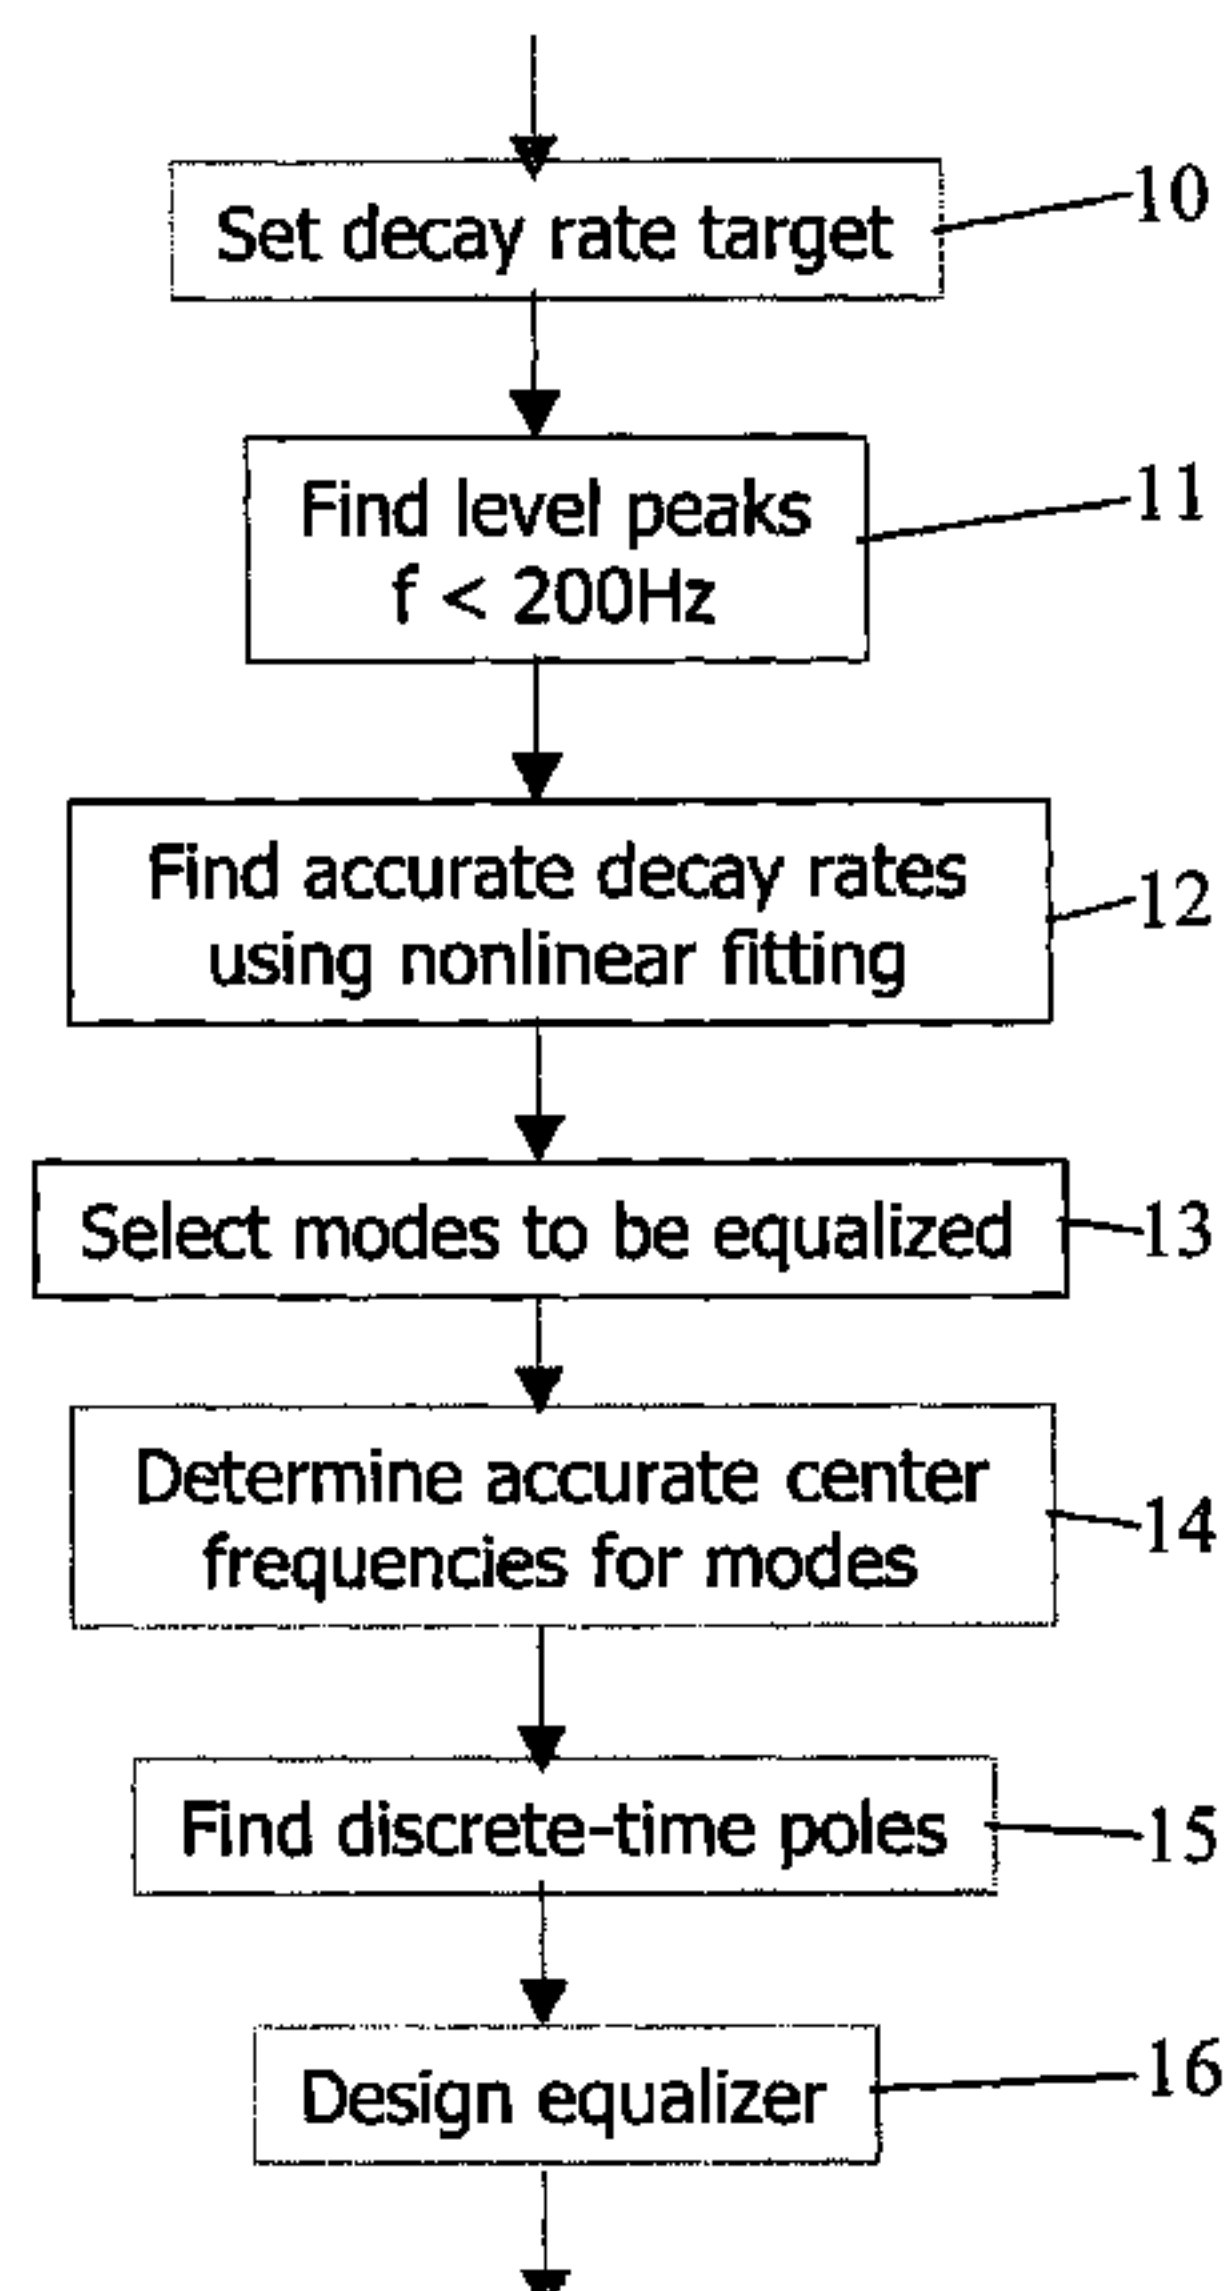 Set decay rate target
10
Find level peaks
f < 200Hz
11
Find accurate decay rates
using nonlinear fitting
12
Select modes to be equalized
13
Determine accurate center
frequencies for modes
14
Find discrete-time poles
15
Design equalizer
16